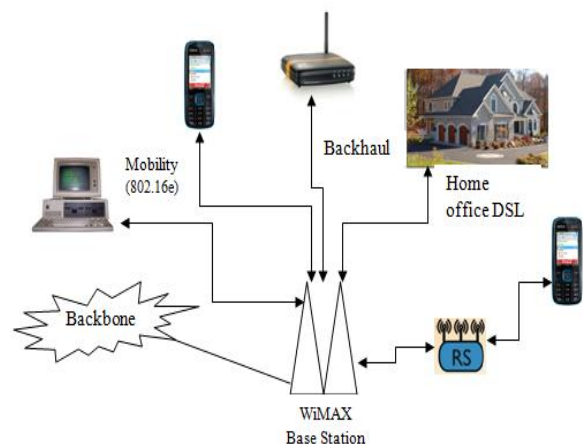 Backhaul
Mobility
(802.16e)
Home
office DSL
Backbone
RS
WiMAX
Base Station